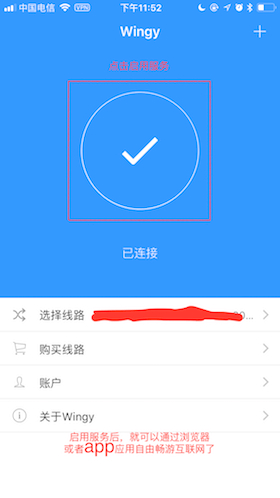 中国电信 VPN 下午11:52
Wingy
点击使用服务
已连接
选择线路
购买线路
账户
关于Wingy
启用服务后，就可以通过浏览器
或者app应用自由畅游互联网了